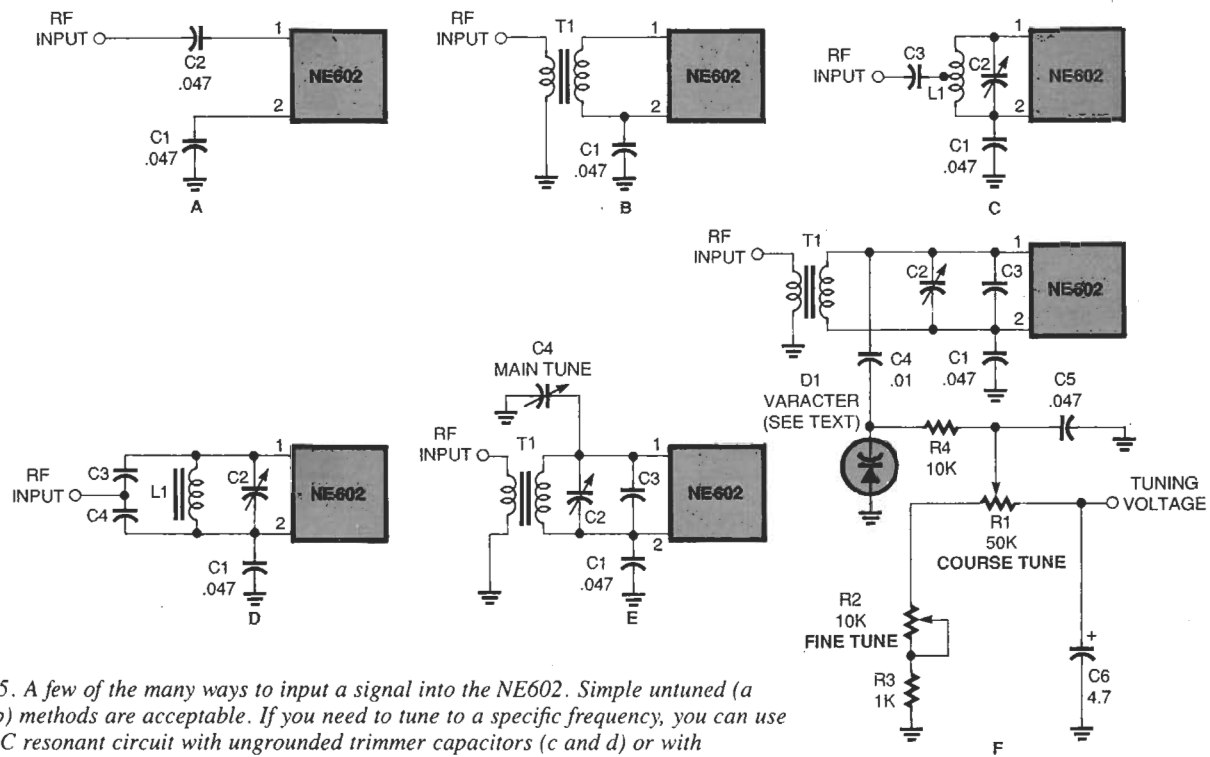 RF
INPUT
C2
.047
1
2
NE602
C1
.047
A
RF
INPUT
T1
1
2
NE602
C1
.047
B
RF
INPUT
C3
L1
C2
1
2
NE602
C1
.047
C
RF
INPUT
C3
C4
L1
C2
1
2
NE602
C1
.047
D
C4
MAIN TUNE
RF
INPUT
T1
C2
C3
1
2
NE602
C1
.047
E
RF
INPUT
T1
C2
C3
1
2
NE602
C4
.01
C1
.047
D1
VARACTER
(SEE TEXT)
R4
10K
C5
.047
TUNING
VOLTAGE
R1
50K
COURSE TUNE
R2
10K
FINE TUNE
R3
1K
+
C6
4.7
F
5. A few of the many ways to input a signal into the NE602. Simple untuned (a
) methods are acceptable. If you need to tune to a specific frequency, you can use
C resonant circuit with ungrounded trimmer capacitors (c and d) or with